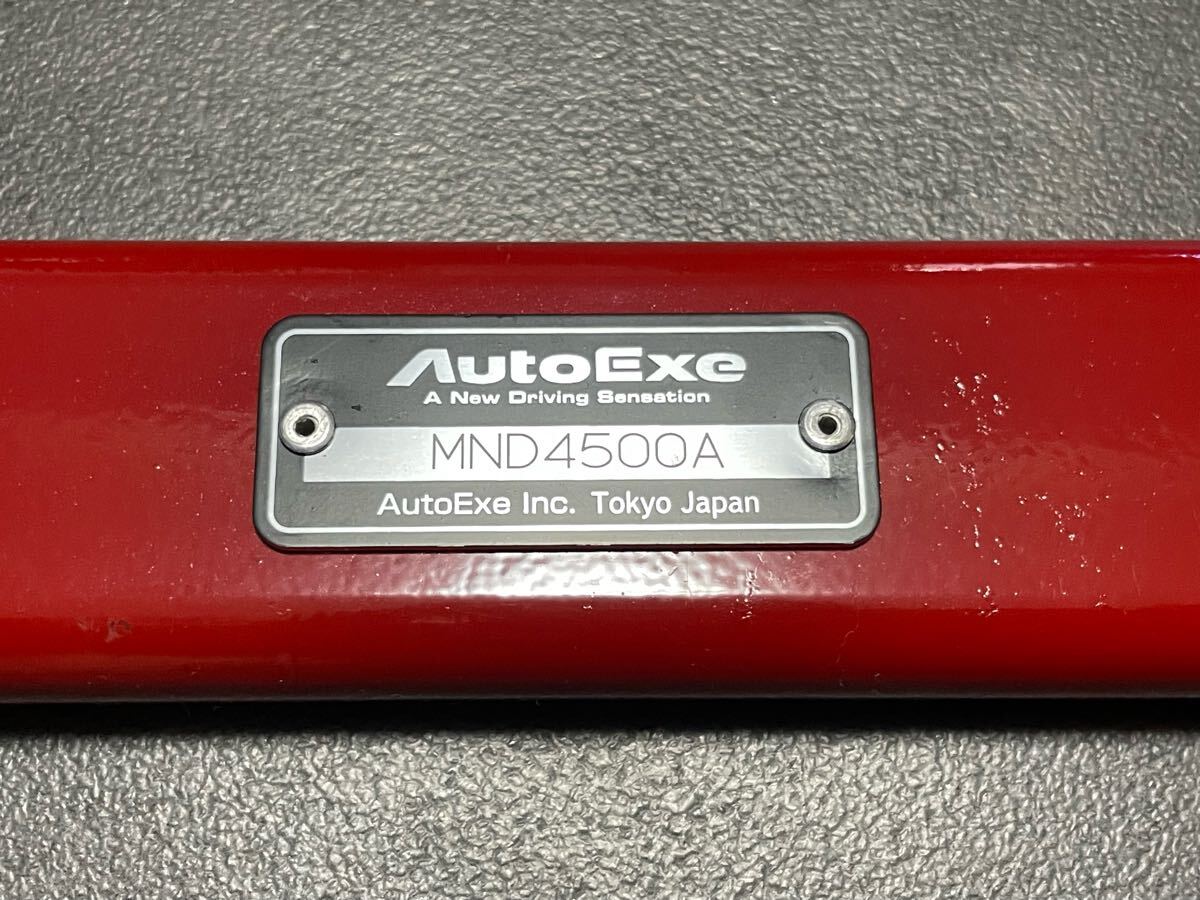 AutoExe
A New Driving Sensation
MND4500A
AutoExe Inc. Tokyo Japan